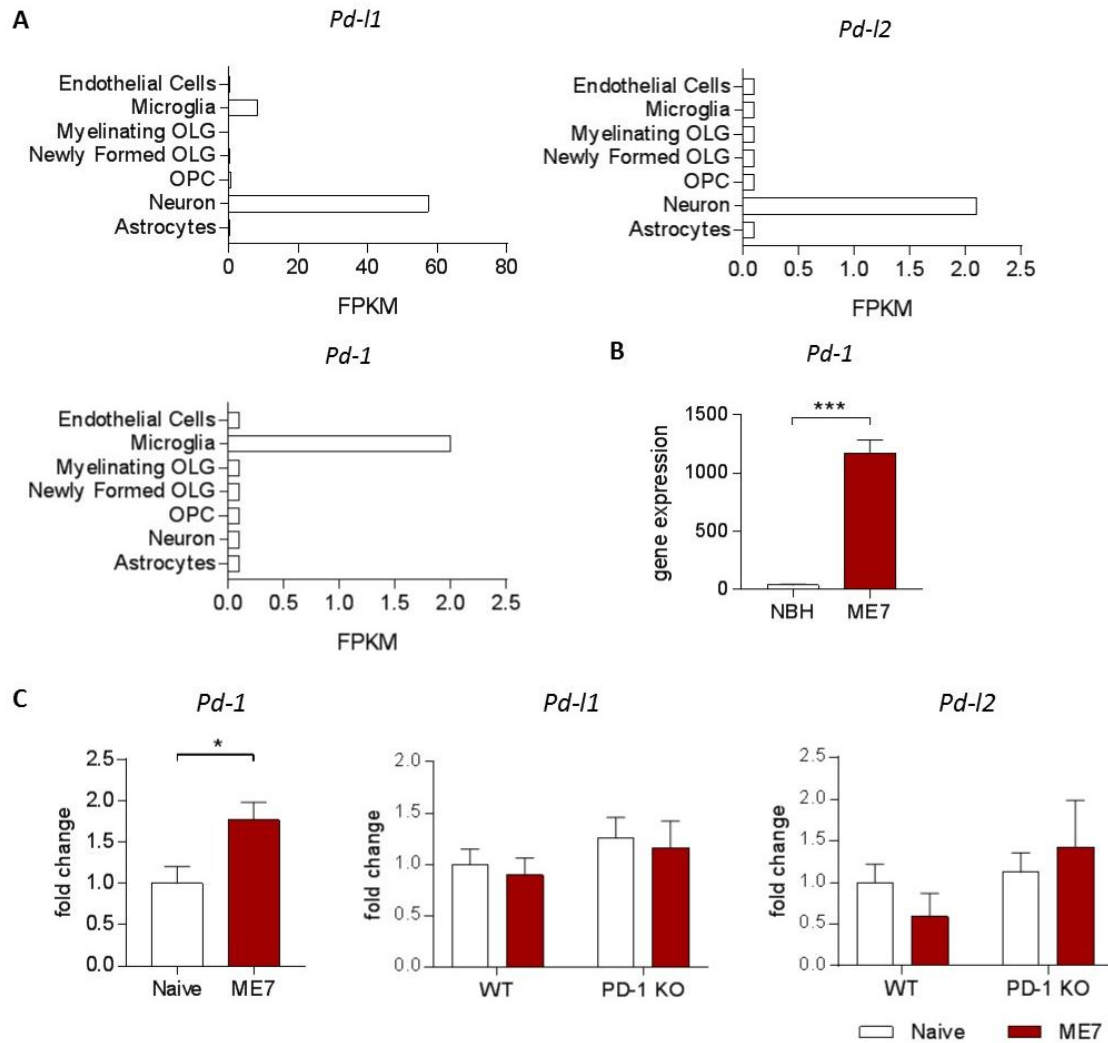 A
Pd-l1
Endothelial Cells
Microglia
Myelinating OLG
Newly Formed OLG
OPC
Neuron
Astrocytes
0 20 40 60 80
FPKM
Pd-l2
Endothelial Cells
Microglia
Myelinating OLG
Newly Formed OLG
OPC
Neuron
Astrocytes
0.0 0.5 1.0 1.5 2.0 2.5
FPKM
Pd-1
Endothelial Cells
Microglia
Myelinating OLG
Newly Formed OLG
OPC
Neuron
Astrocytes
0.0 0.5 1.0 1.5 2.0 2.5
FPKM
B
Pd-1
***
gene expression
1500
1000
500
0
NBH ME7
C
Pd-1
*
fold change
2.5
2.0
1.5
1.0
0.5
0.0
Naive ME7
Pd-l1
fold change
2.0
1.5
1.0
0.5
0.0
WT PD-1 KO
Pd-l2
fold change
2.5
2.0
1.5
1.0
0.5
0.0
WT PD-1 KO
Naive ME7